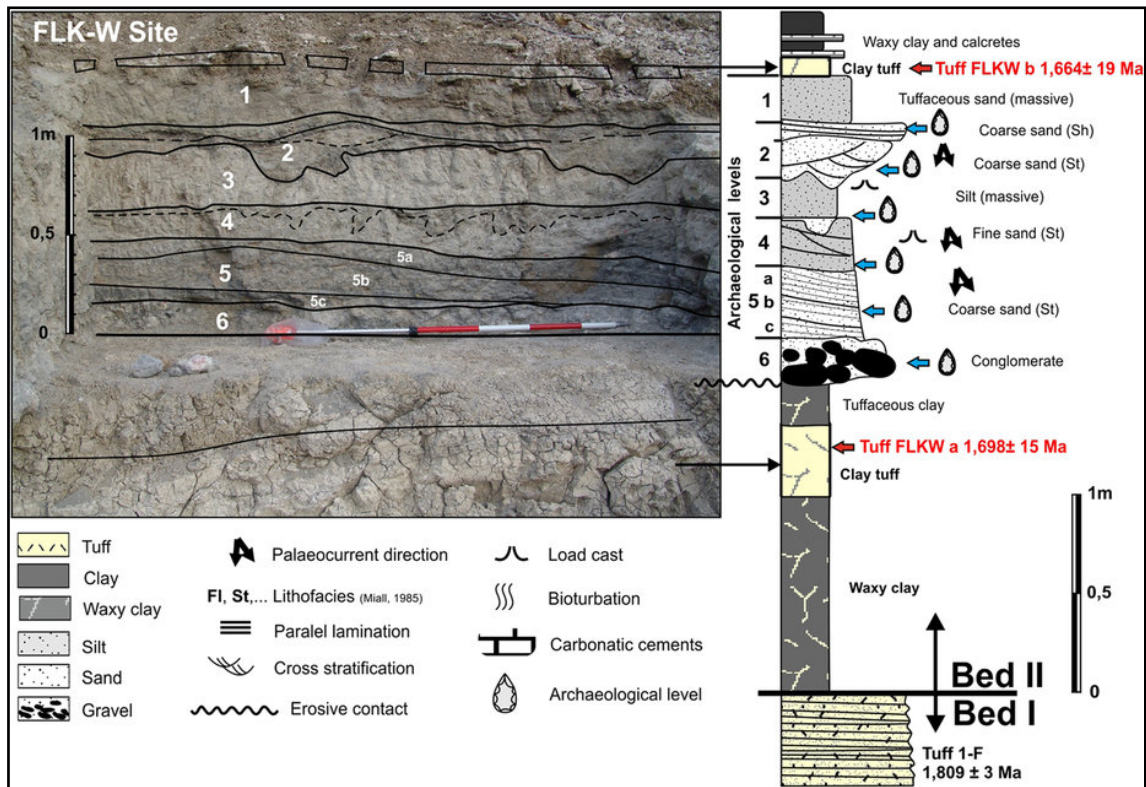 FLK-W Site
1
2
3
4
5
5a
5b
5c
6
1m
0,5
0
Archaeological levels
1
2
3
4
a
5 b
c
6
Waxy clay and calcretes
Clay tuff
Tuff FLKW b 1,664± 19 Ma
Tuffaceous sand (massive)
Coarse sand (Sh)
Coarse sand (St)
Silt (massive)
Fine sand (St)
Coarse sand (St)
Conglomerate
Tuffaceous clay
Tuff FLKW a 1,698± 15 Ma
Clay tuff
Waxy clay
1m
0,5
0
Bed II
Bed I
Tuff 1-F
1,809 ± 3 Ma
Tuff
Clay
Waxy clay
Silt
Sand
Gravel
Palaeocurrent direction
Fl, St,... Lithofacies (Miall, 1985)
Paralel lamination
Cross stratification
Erosive contact
Load cast
Bioturbation
Carbonatic cements
Archaeological level